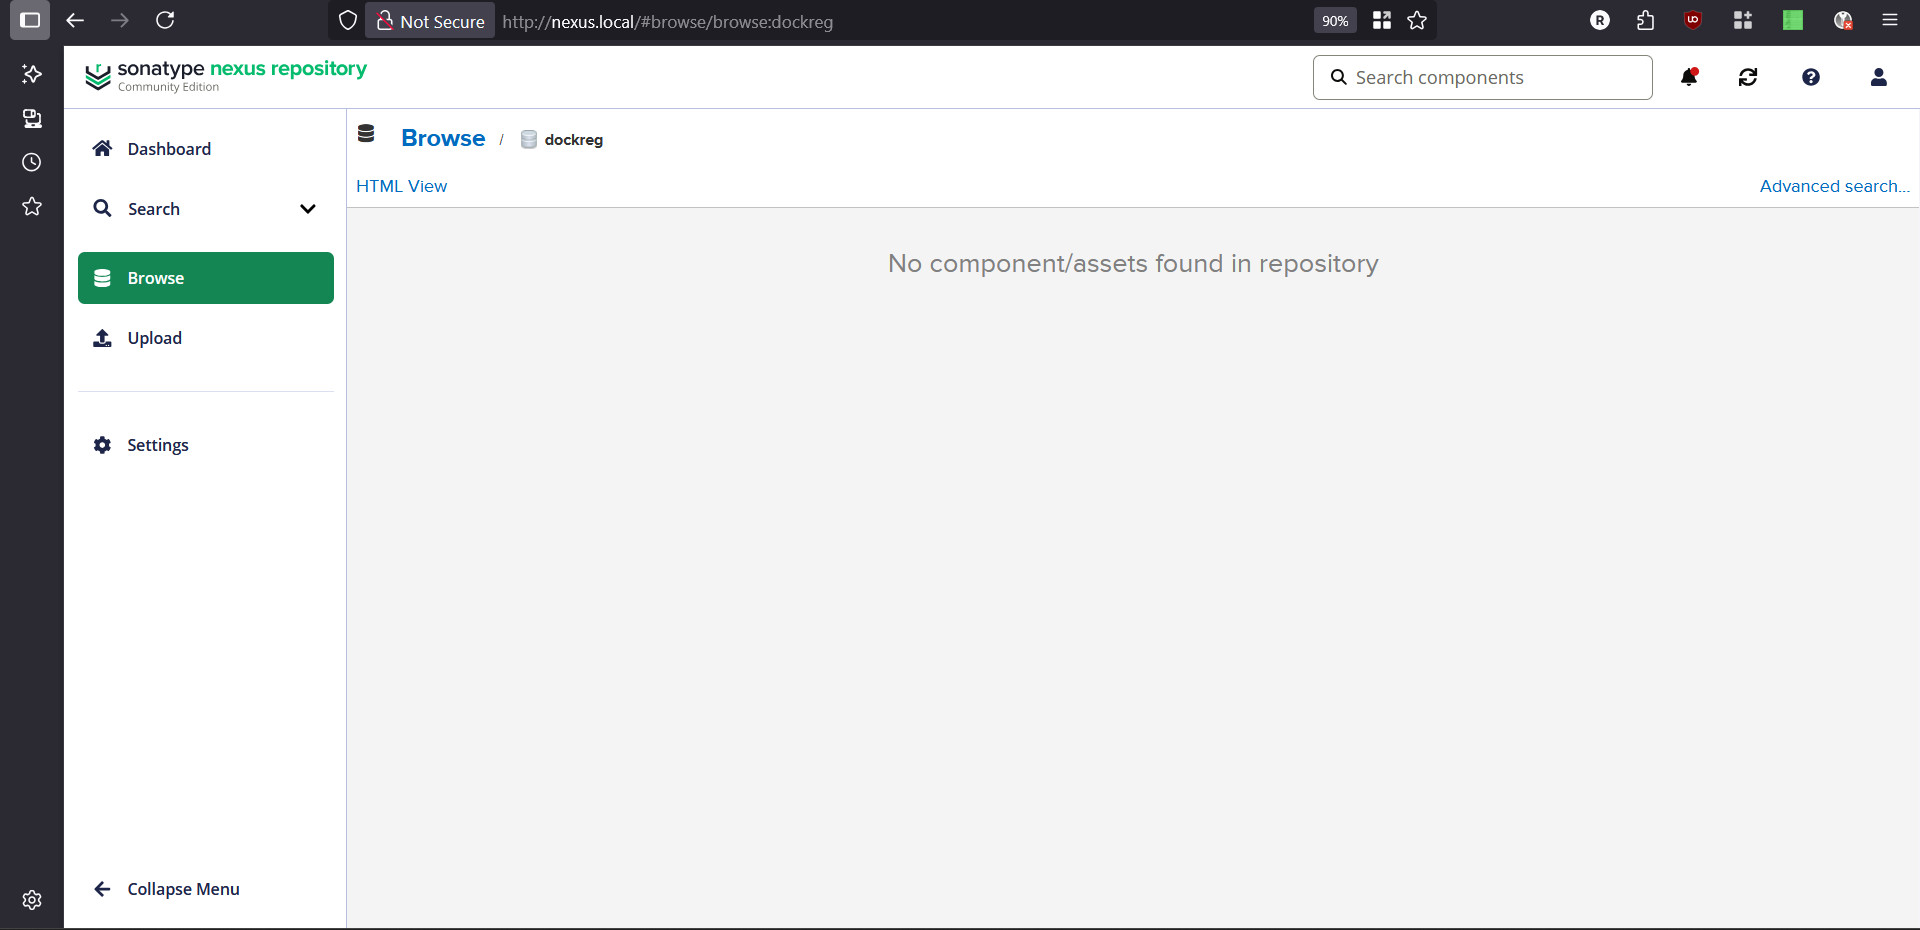 Not Secure
http://nexus.local/#browse/browse:dockreg
90%
R
sonatype nexus repository
Community Edition
Search components
Dashboard
Search
Browse
Upload
Settings
Collapse Menu
Browse / dockreg
HTML View
Advanced search...
No component/assets found in repository